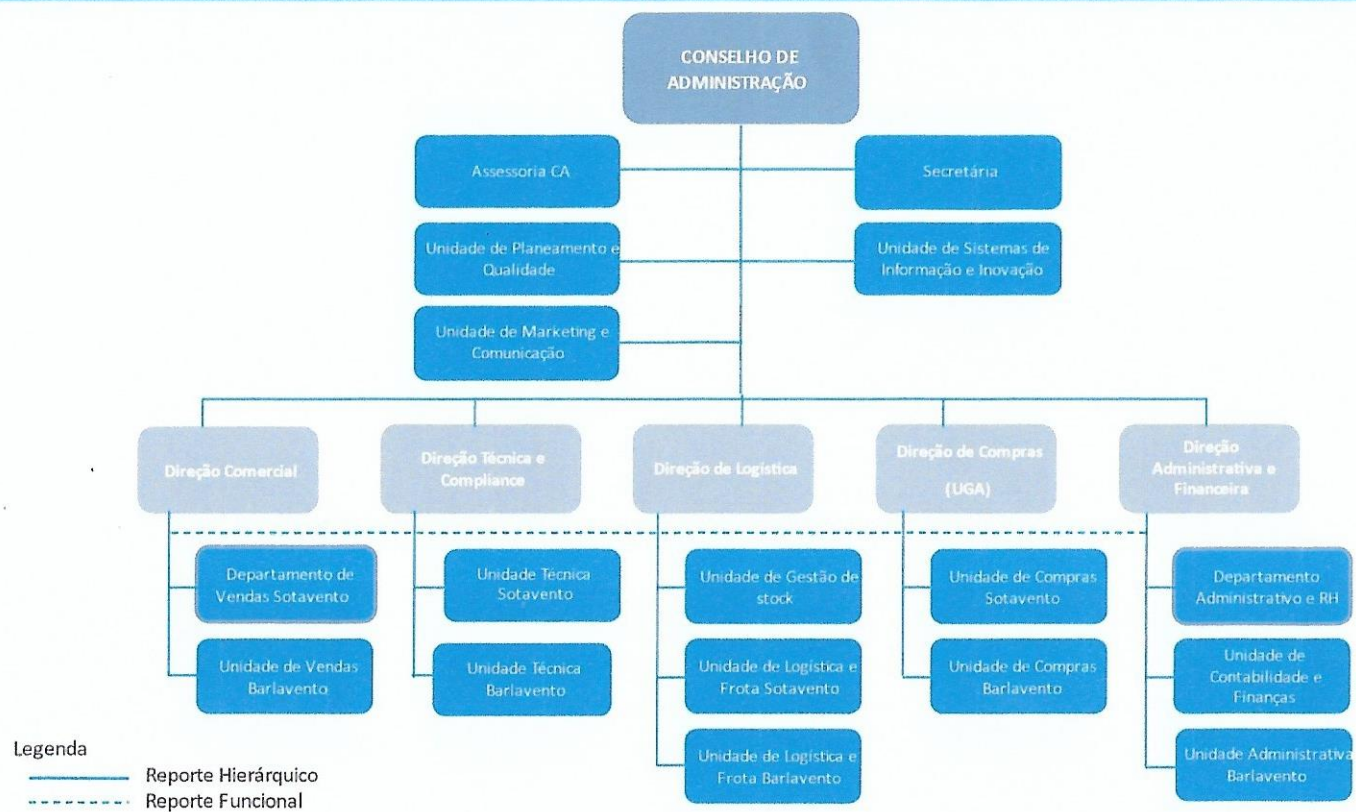 CONSELHO DE
ADMINISTRAÇÃO
Assessoria CA
Secretária
Unidade de Planeamento e
Qualidade
Unidade de Sistemas de
Informação e Inovação
Unidade de Marketing e
Comunicação
Direção Comercial
Direção Técnica e
Compliance
Direção de Logística
Direção de Compras
(UGA)
Direção
Administrativa e
Financeira
Departamento de
Vendas Sotavento
Unidade de Vendas
Barlavento
Unidade Técnica
Sotavento
Unidade Técnica
Barlavento
Unidade de Gestão de
stock
Unidade de Logística e
Frota Sotavento
Unidade de Logística e
Frota Barlavento
Unidade de Compras
Sotavento
Unidade de Compras
Barlavento
Departamento
Administrativo e RH
Unidade de
Contabilidade e
Finanças
Unidade Administrativa
Barlavento
Legenda
Reporte Hierárquico
Reporte Funcional